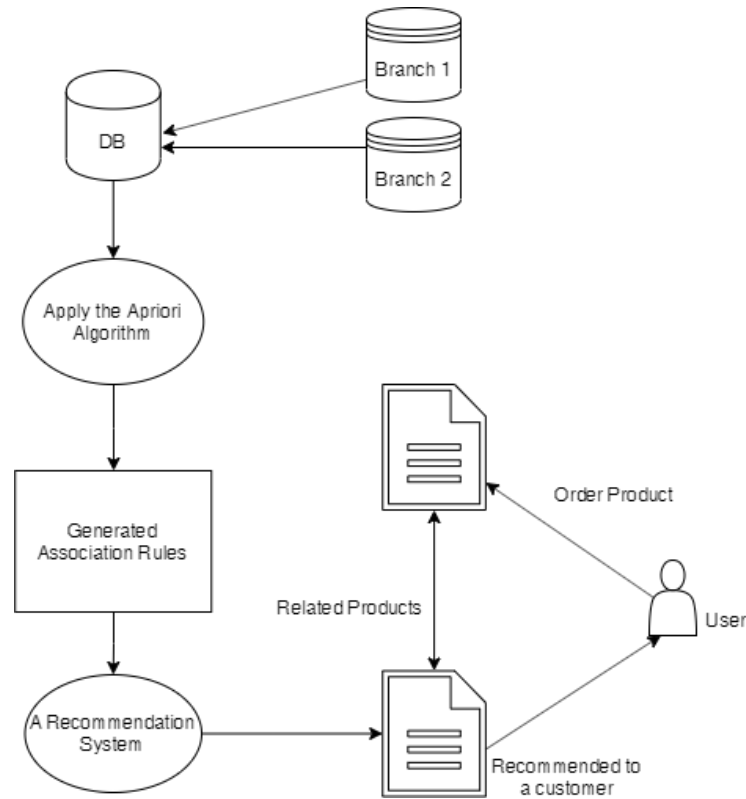 Branch 1
DB
Branch 2
Apply the Apriori
Algorithm
Generated
Association Rules
Order Product
Related Products
User
A Recommendation
System
Recommended to
a customer